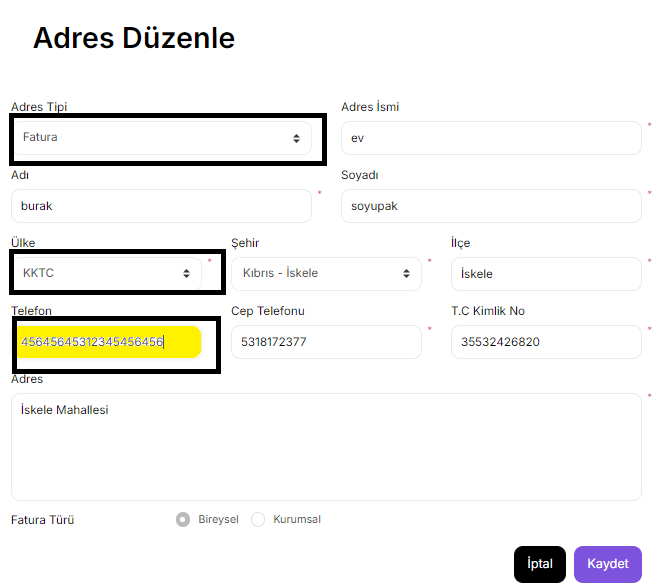 Adres Düzenle
Adres Tipi Adres İsmi
Fatura ev *
Adı Soyadı
burak * soyupak *
Ülke Şehir İlçe
KKTC * Kıbrıs - İskele * İskele *
Telefon Cep Telefonu T.C Kimlik No
45645645312345456456 5318172377 * 35532426820 *
Adres
İskele Mahallesi *
Fatura Türü Bireysel Kurumsal
İptal Kaydet